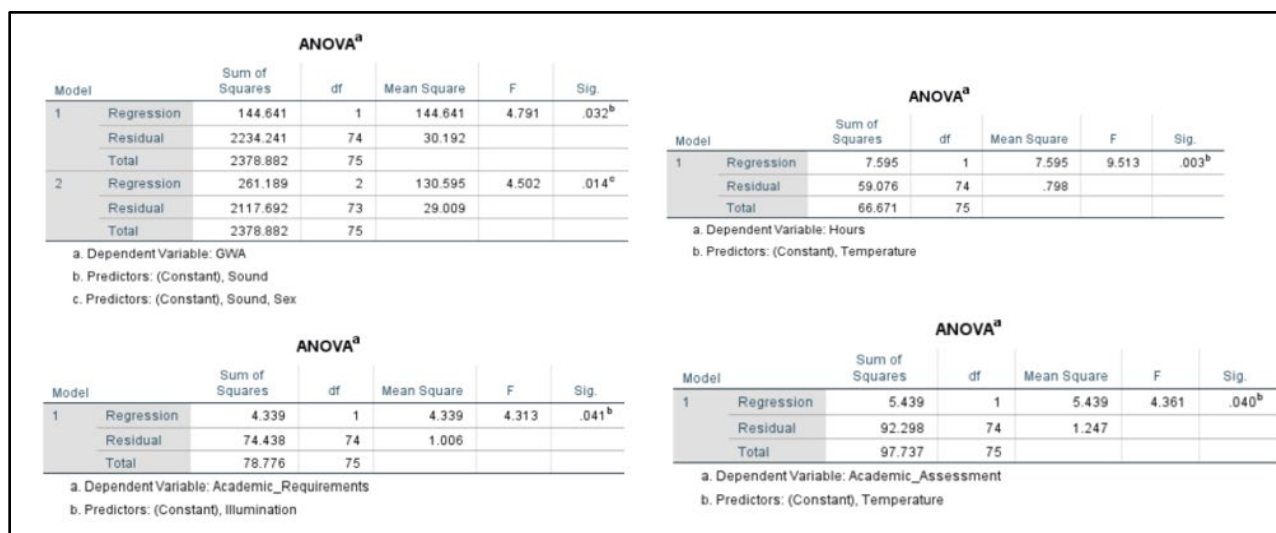 ANOVAa
Model Sum of Squares df Mean Square F Sig.
1 Regression 144.641 1 144.641 4.791 .032b
Residual 2234.241 74 30.192
Total 2378.882 75
2 Regression 261.189 2 130.595 4.502 .014c
Residual 2117.692 73 29.009
Total 2378.882 75
a. Dependent Variable: GWA
b. Predictors: (Constant), Sound
c. Predictors: (Constant), Sound, Sex
ANOVAa
Model Sum of Squares df Mean Square F Sig.
1 Regression 7.595 1 7.595 9.513 .003b
Residual 59.076 74 .798
Total 66.671 75
a. Dependent Variable: Hours
b. Predictors: (Constant), Temperature
ANOVAa
Model Sum of Squares df Mean Square F Sig.
1 Regression 4.339 1 4.339 4.313 .041b
Residual 74.438 74 1.006
Total 78.776 75
a. Dependent Variable: Academic_Requirements
b. Predictors: (Constant), Illumination
ANOVAa
Model Sum of Squares df Mean Square F Sig.
1 Regression 5.439 1 5.439 4.361 .040b
Residual 92.298 74 1.247
Total 97.737 75
a. Dependent Variable: Academic_Assessment
b. Predictors: (Constant), Temperature